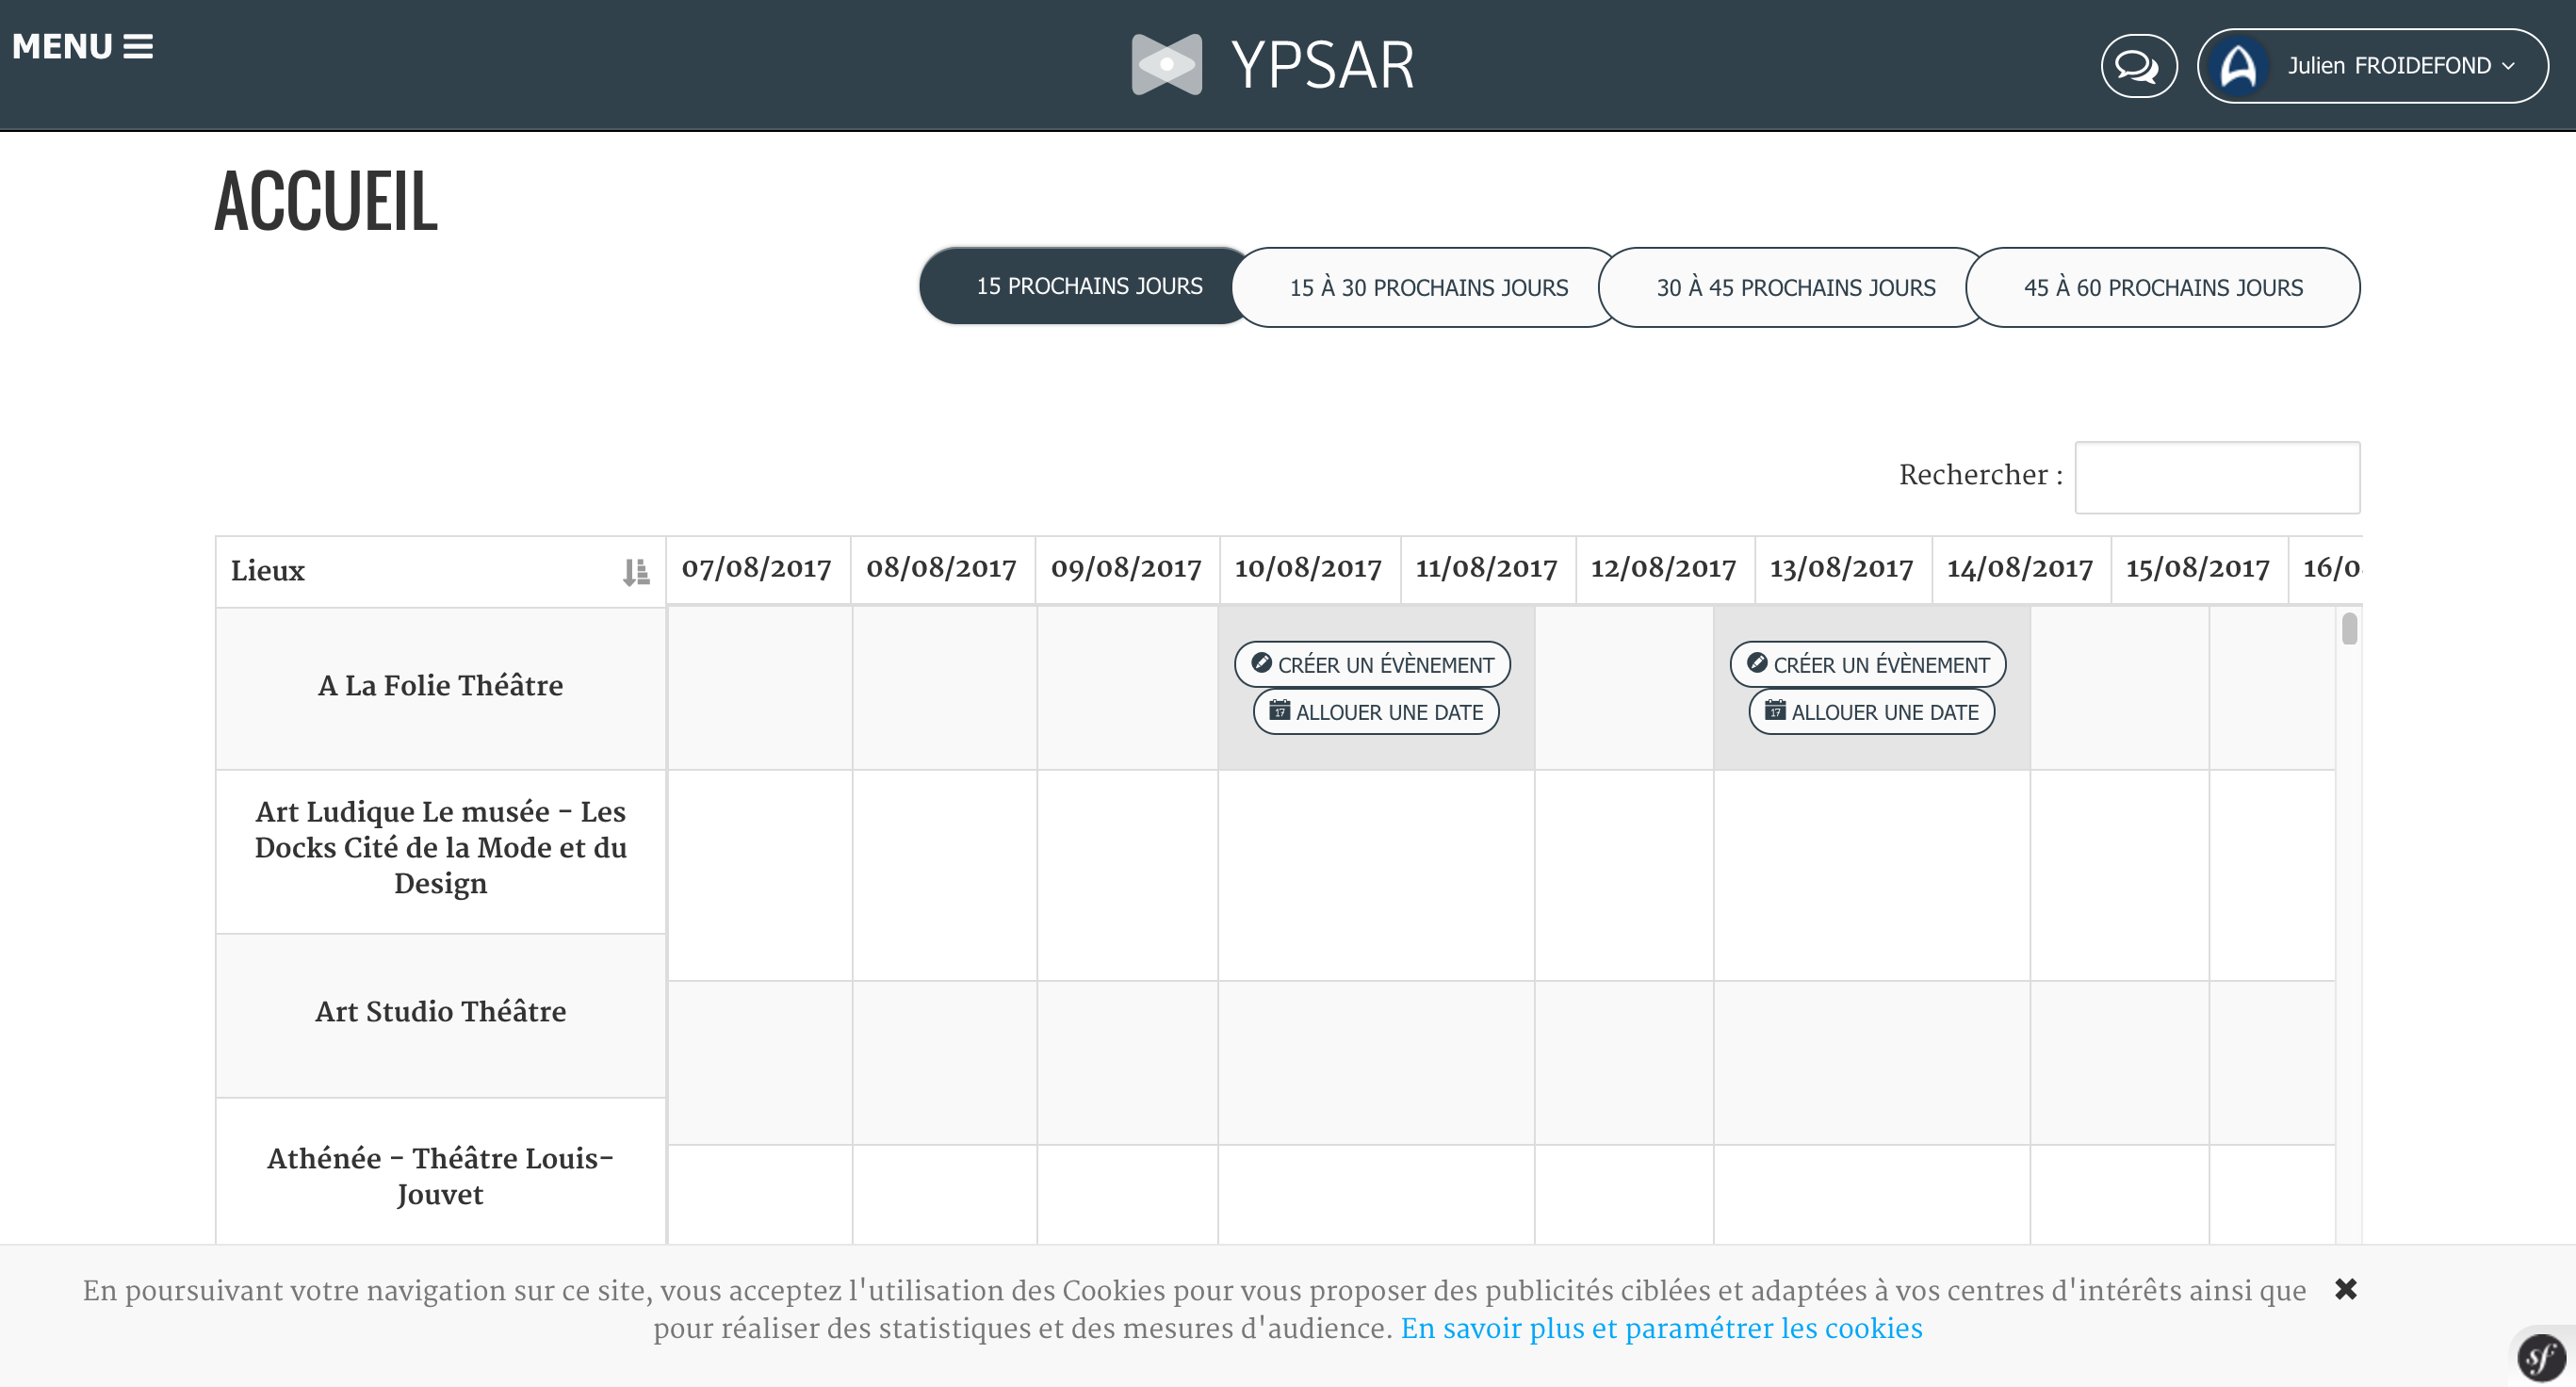 MENU
YPSAR
Julien FROIDEFOND
ACCUEIL
15 PROCHAINS JOURS
15 À 30 PROCHAINS JOURS
30 À 45 PROCHAINS JOURS
45 À 60 PROCHAINS JOURS
Rechercher :
Lieux
07/08/2017
08/08/2017
09/08/2017
10/08/2017
11/08/2017
12/08/2017
13/08/2017
14/08/2017
15/08/2017
16/0
A La Folie Théâtre
CRÉER UN ÉVÈNEMENT
17 ALLOUER UNE DATE
CRÉER UN ÉVÈNEMENT
17 ALLOUER UNE DATE
Art Ludique Le musée - Les
Docks Cité de la Mode et du
Design
Art Studio Théâtre
Athénée - Théâtre Louis-
Jouvet
En poursuivant votre navigation sur ce site, vous acceptez l'utilisation des Cookies pour vous proposer des publicités ciblées et adaptées à vos centres d'intérêts ainsi que
pour réaliser des statistiques et des mesures d'audience. En savoir plus et paramétrer les cookies
sf